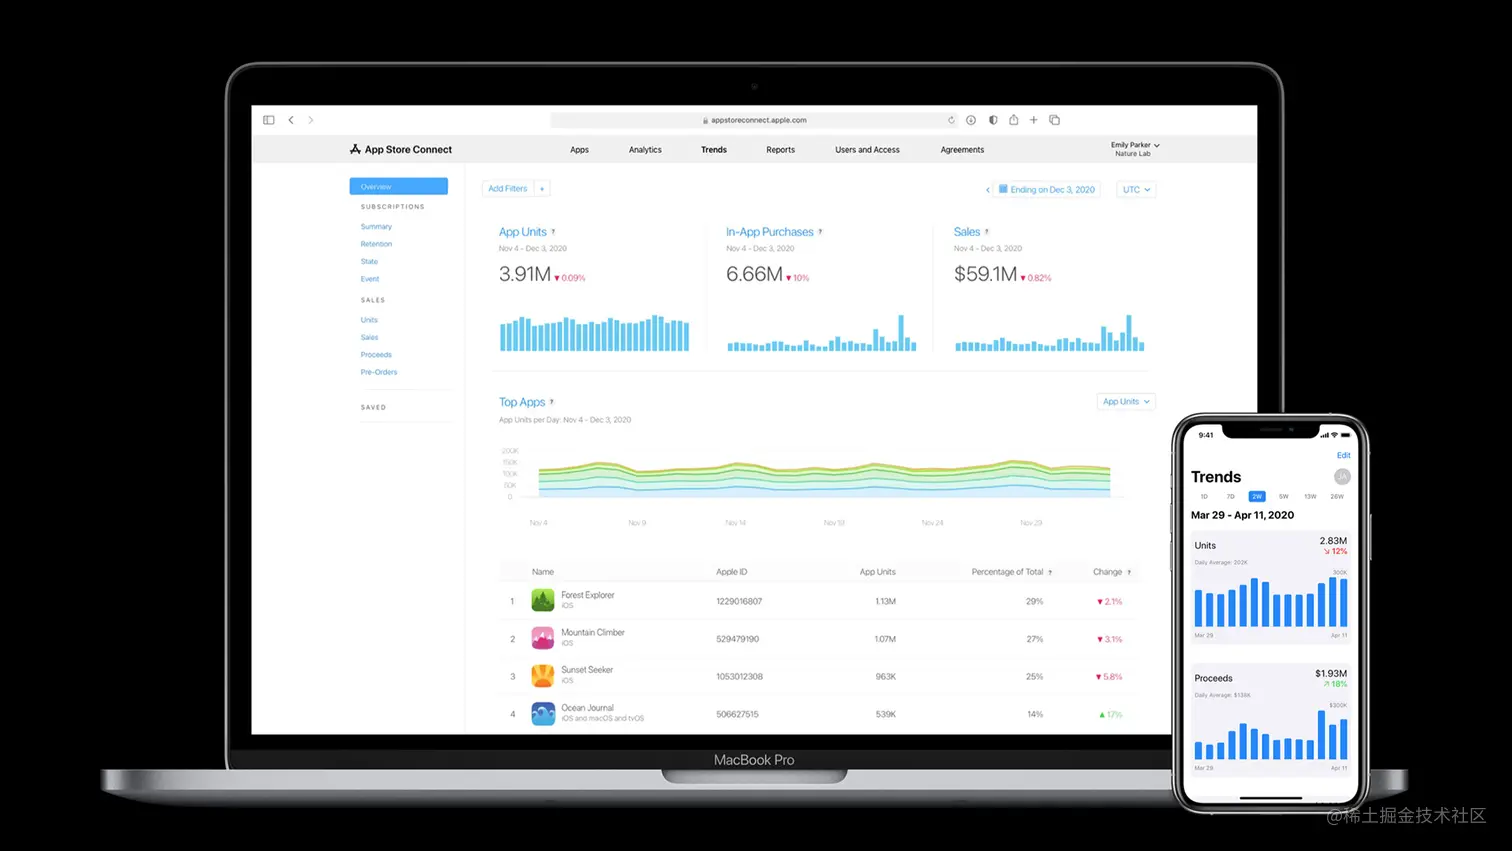 appstoreconnect.apple.com
App Store Connect
Apps Analytics Trends Reports Users and Access Agreements
Emily Parker
Nature Lab
Overview
SUBSCRIPTIONS
Summary
Retention
State
Event
SALES
Units
Sales
Proceeds
Pre-Orders
SAVED
Add Filters +
Ending on Dec 3, 2020
UTC
App Units ?
Nov 4 - Dec 3, 2020
3.91M ▼0.09%
In-App Purchases ?
Nov 4 - Dec 3, 2020
6.66M ▼10%
Sales ?
Nov 4 - Dec 3, 2020
$59.1M ▼0.82%
Top Apps ?
App Units per Day: Nov 4 - Dec 3, 2020
App Units
200K
150K
100K
50K
0
Nov 4 Nov 9 Nov 14 Nov 19 Nov 24 Nov 29
Name Apple ID App Units Percentage of Total ? Change ?
1 Forest Explorer 1229016807 1.13M 29% ▼2.1%
iOS
2 Mountain Climber 529479190 1.07M 27% ▼3.1%
iOS
3 Sunset Seeker 1053012308 963K 25% ▼5.8%
iOS
4 Ocean Journal 506627515 539K 14% ▲17%
iOS and macOS and tvOS
MacBook Pro
9:41
Edit
Trends
JA
1D 7D 2W 5W 13W 26W
Mar 29 - Apr 11, 2020
Units 2.83M
↘12%
Daily Average: 202K
300K
Mar 29 Apr 11
Proceeds $1.93M
↗18%
Daily Average: $138K
$300K
Mar 29 Apr 11
@稀土掘金技术社区